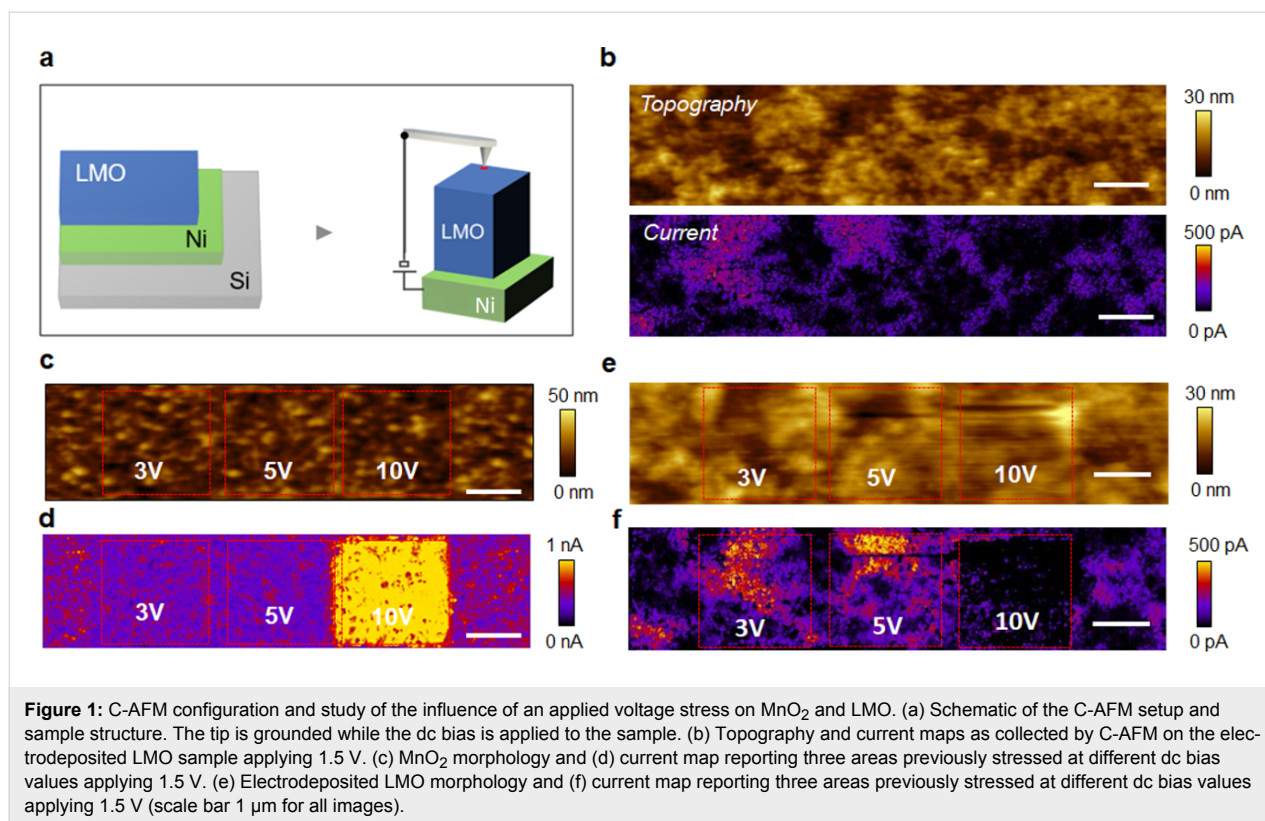 a
LMO
Ni
Si
LMO
Ni
b
Topography
30 nm
0 nm
Current
500 pA
0 pA
c
3V
5V
10V
50 nm
0 nm
d
3V
5V
10V
1 nA
0 nA
e
3V
5V
10V
30 nm
0 nm
f
3V
5V
10V
500 pA
0 pA
Figure 1: C-AFM configuration and study of the influence of an applied voltage stress on MnO₂ and LMO. (a) Schematic of the C-AFM setup and
sample structure. The tip is grounded while the dc bias is applied to the sample. (b) Topography and current maps as collected by C-AFM on the elec-
trodeposited LMO sample applying 1.5 V. (c) MnO₂ morphology and (d) current map reporting three areas previously stressed at different dc bias
values applying 1.5 V. (e) Electrodeposited LMO morphology and (f) current map reporting three areas previously stressed at different dc bias values
applying 1.5 V (scale bar 1 µm for all images).